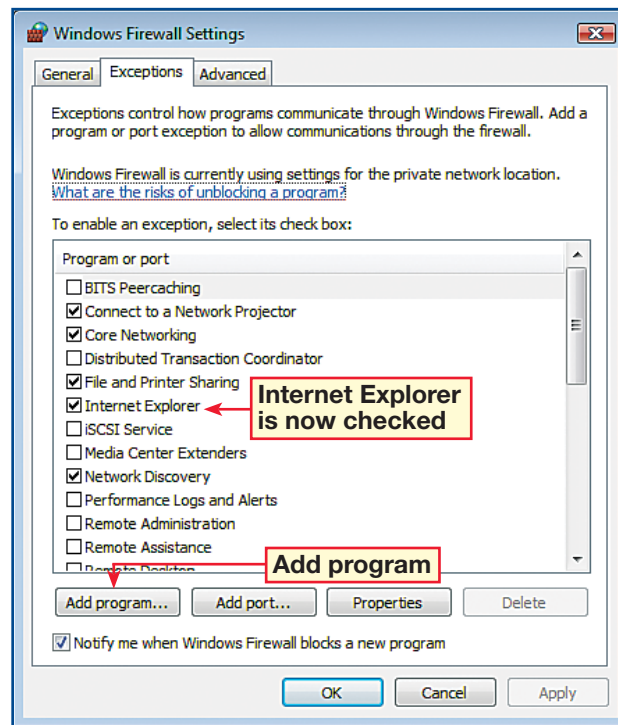 Windows Firewall Settings
General Exceptions Advanced
Exceptions control how programs communicate through Windows Firewall. Add a
program or port exception to allow communications through the firewall.
Windows Firewall is currently using settings for the private network location.
What are the risks of unblocking a program?
To enable an exception, select its check box:
Program or port
BITS Peercaching
Connect to a Network Projector
Core Networking
Distributed Transaction Coordinator
File and Printer Sharing
Internet Explorer
Internet Explorer
is now checked
iSCSI Service
Media Center Extenders
Network Discovery
Performance Logs and Alerts
Remote Administration
Remote Assistance
Remote Desktop
Add program
Add program... Add port... Properties Delete
Notify me when Windows Firewall blocks a new program
OK Cancel Apply